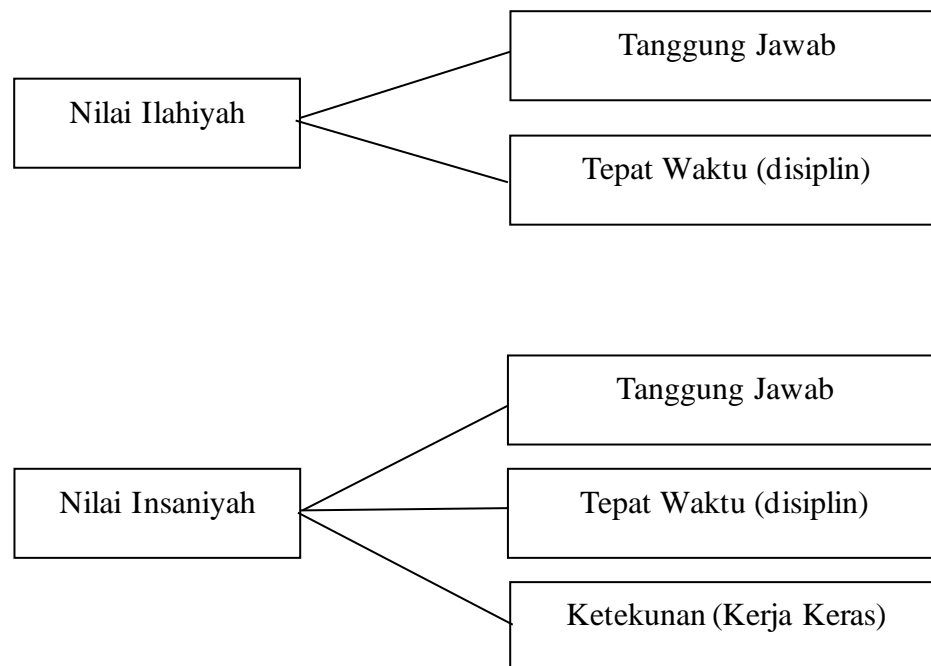 Tanggung Jawab
Nilai Ilahiyah
Tepat Waktu (disiplin)
Tanggung Jawab
Nilai Insaniyah
Tepat Waktu (disiplin)
Ketekunan (Kerja Keras)